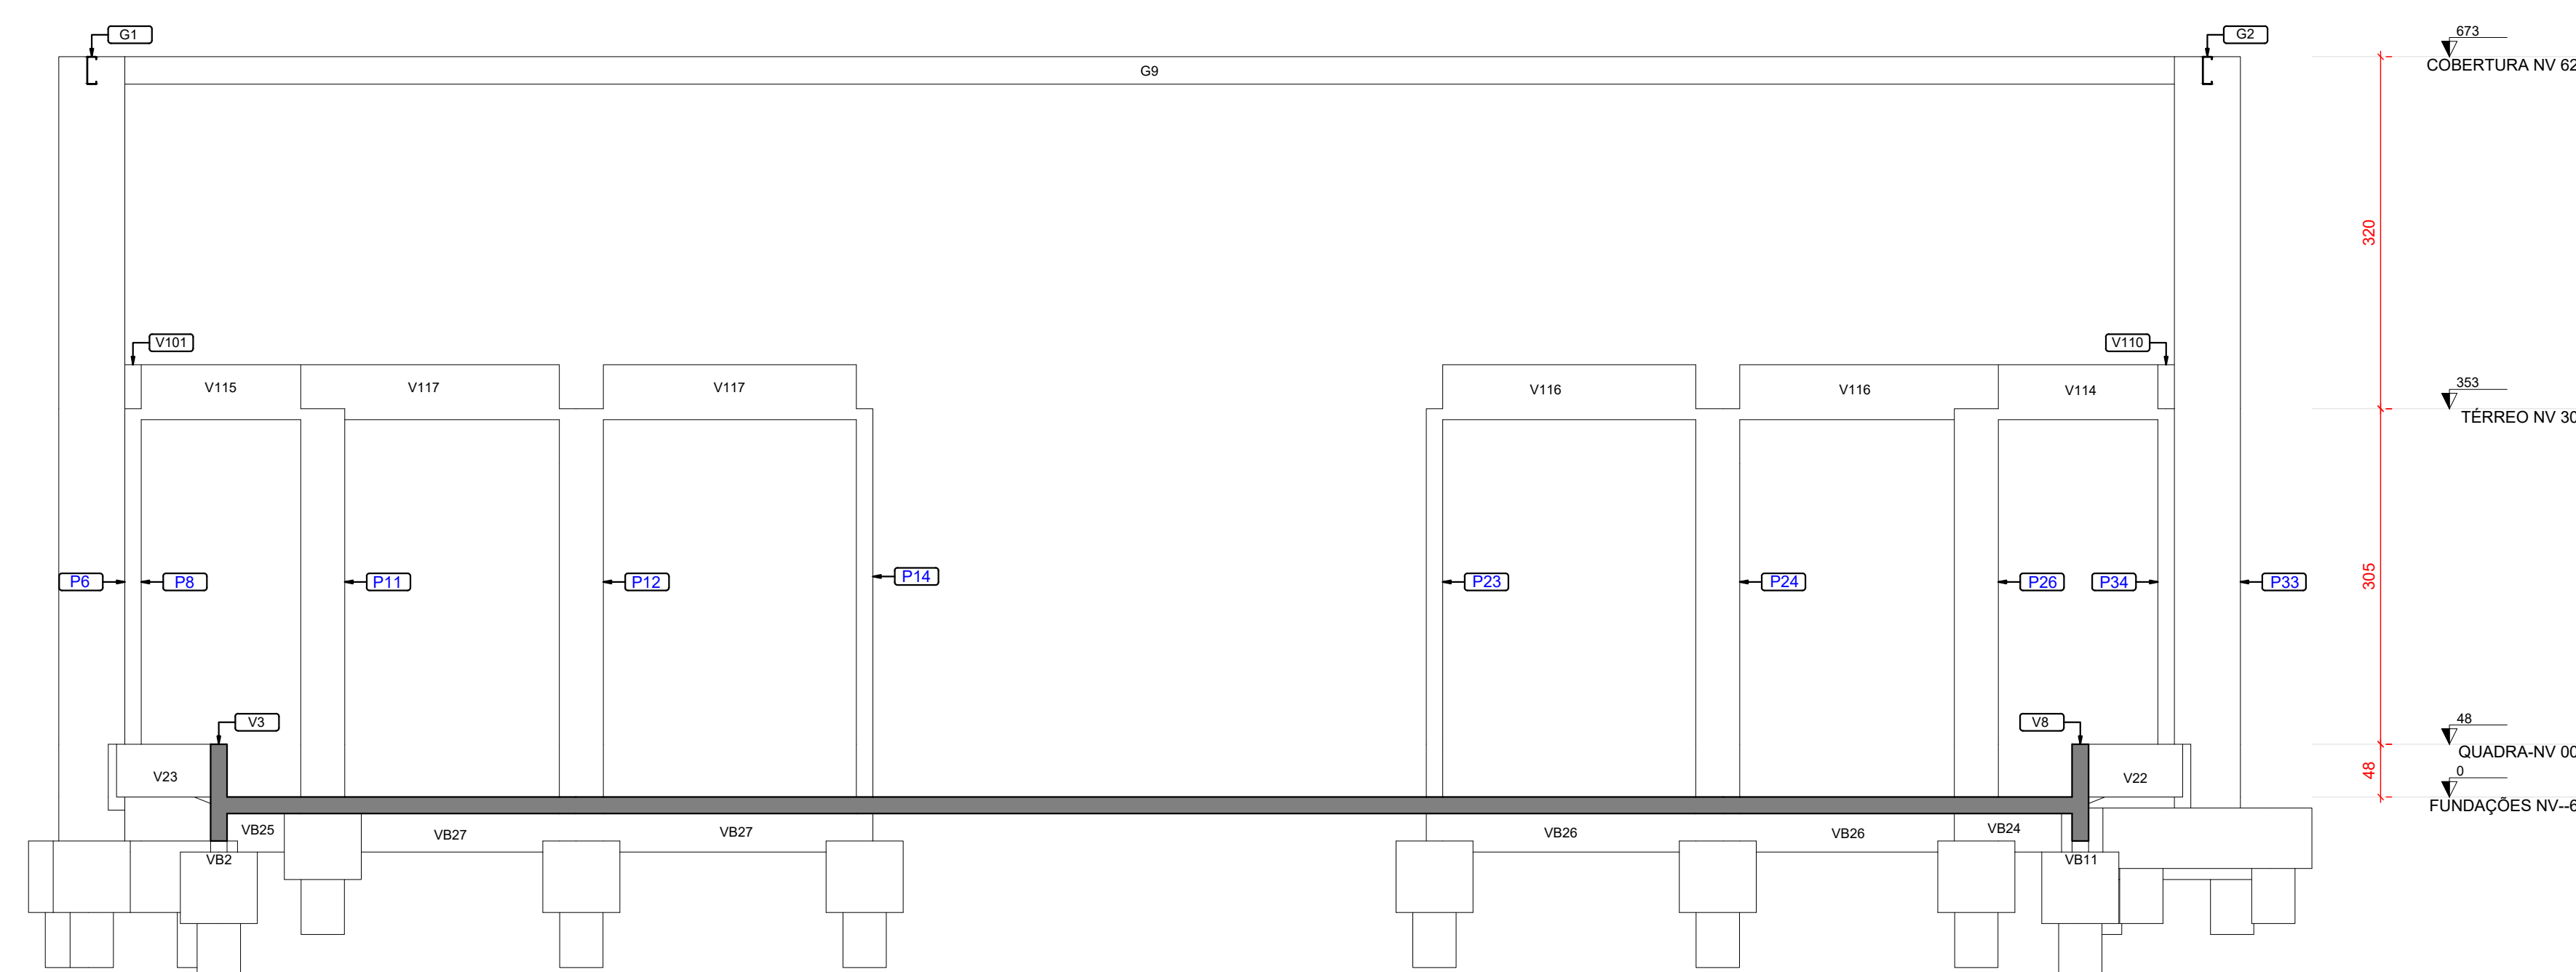 G1
G2
673
COBERTURA NV 62
G9
320
V101
V110
353
TÉRREO NV 30
V115
V117
V117
V116
V116
V114
P6
P8
P11
P12
P14
P23
P24
P26
P34
P33
305
V3
V8
48
QUADRA-NV 00
V23
V22
48
0
FUNDAÇÕES NV--6
VB25
VB27
VB27
VB26
VB26
VB24
VB2
VB11